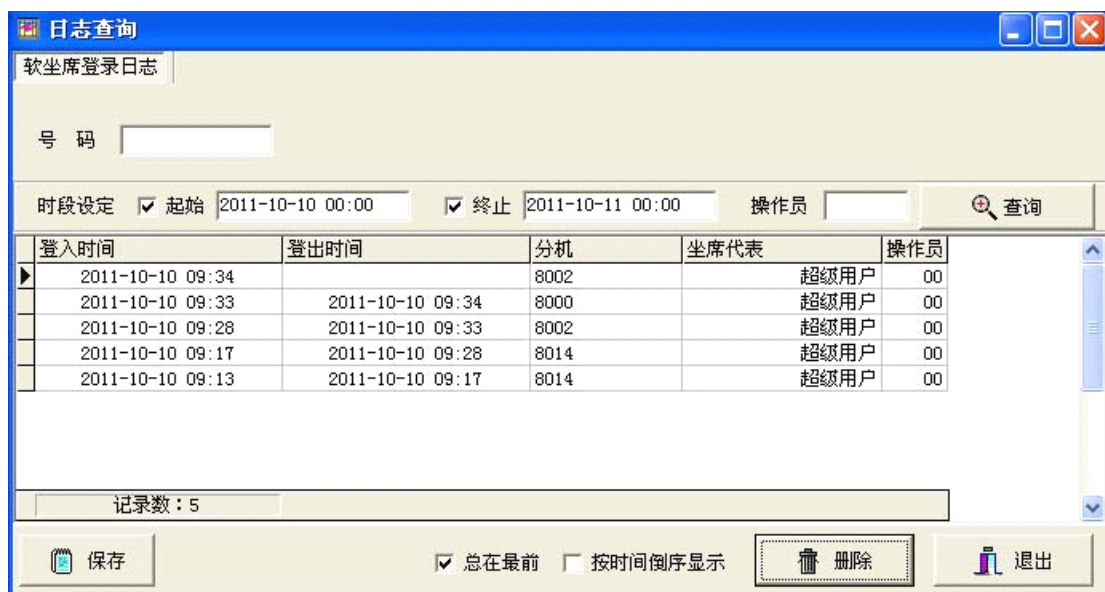 日志查询
软坐席登录日志
号 码
时段设定 起始 2011-10-10 00:00 终止 2011-10-11 00:00 操作员 查询
登入时间 登出时间 分机 坐席代表 操作员
2011-10-10 09:34 8002 超级用户 00
2011-10-10 09:33 2011-10-10 09:34 8000 超级用户 00
2011-10-10 09:28 2011-10-10 09:33 8002 超级用户 00
2011-10-10 09:17 2011-10-10 09:28 8014 超级用户 00
2011-10-10 09:13 2011-10-10 09:17 8014 超级用户 00
记录数：5
保存 总在最前 按时间倒序显示 删除 退出